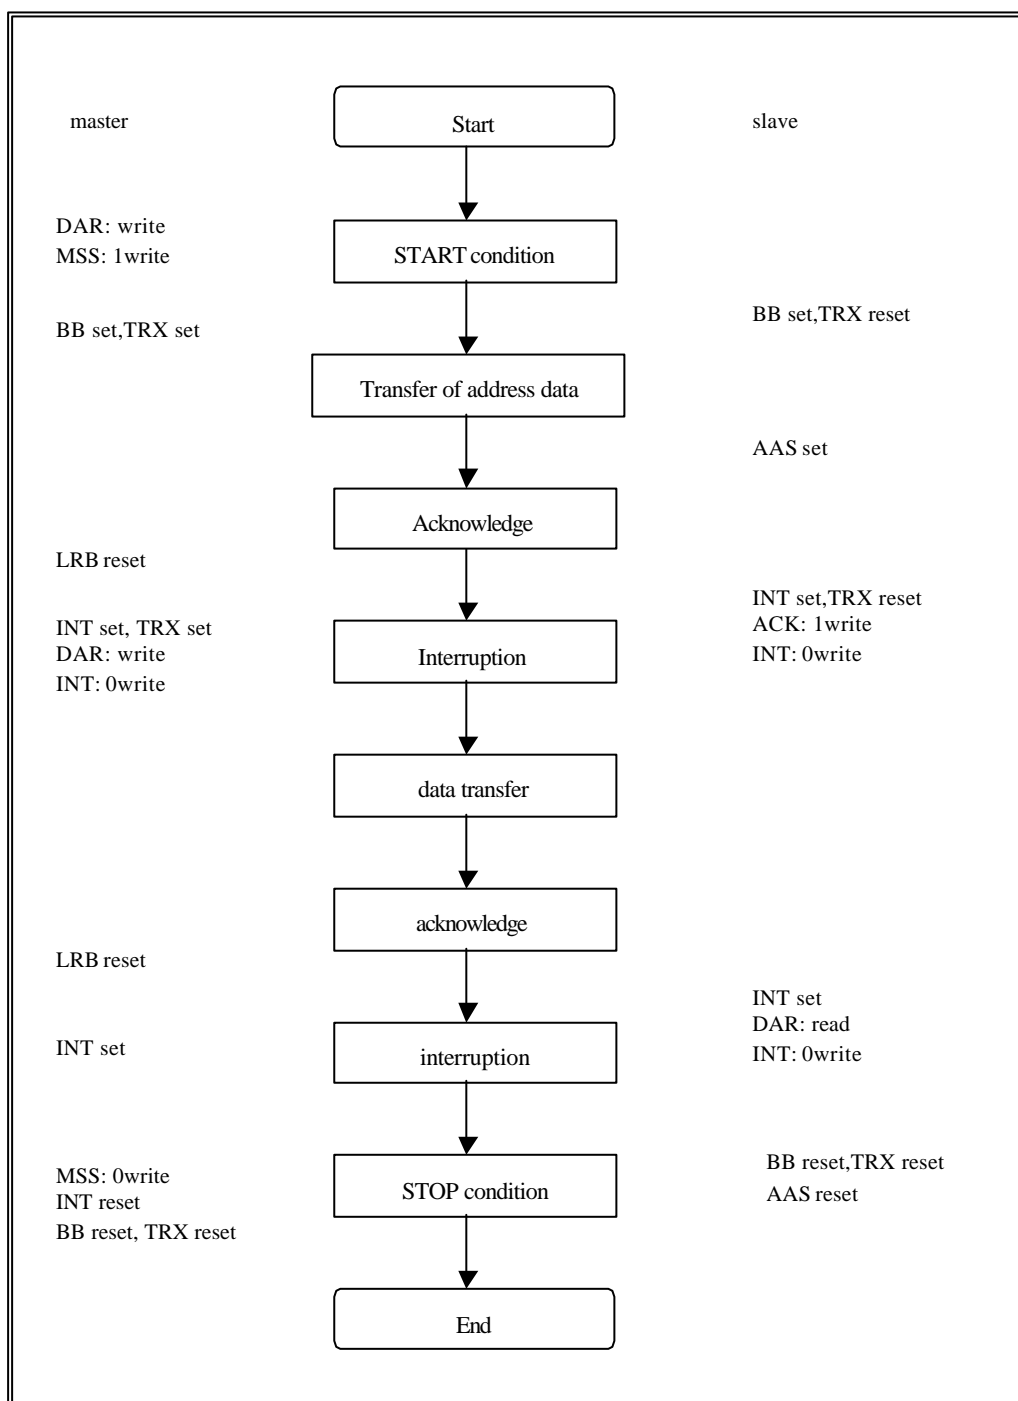 master
Start
slave
DAR: write
MSS: 1write
START condition
BB set,TRX set
BB set,TRX reset
Transfer of address data
AAS set
Acknowledge
LRB reset
INT set, TRX set
DAR: write
INT: 0write
Interruption
INT set,TRX reset
ACK: 1write
INT: 0write
data transfer
acknowledge
LRB reset
INT set
interruption
INT set
DAR: read
INT: 0write
MSS: 0write
INT reset
BB reset, TRX reset
STOP condition
BB reset,TRX reset
AAS reset
End